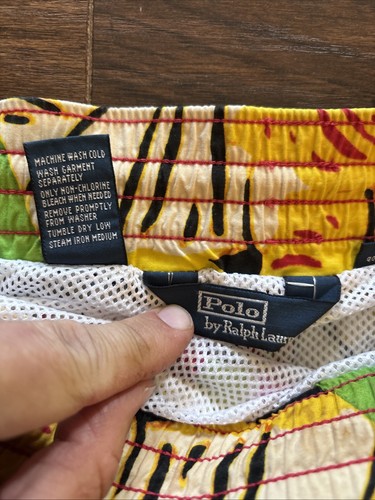 MACHINE WASH COLD
WASH GARMENT
SEPARATELY
ONLY NON-CHLORINE
BLEACH WHEN NEEDED
REMOVE PROMPTLY
FROM WASHER
TUMBLE DRY LOW
STEAM IRON MEDIUM
Polo
by Ralph Laur